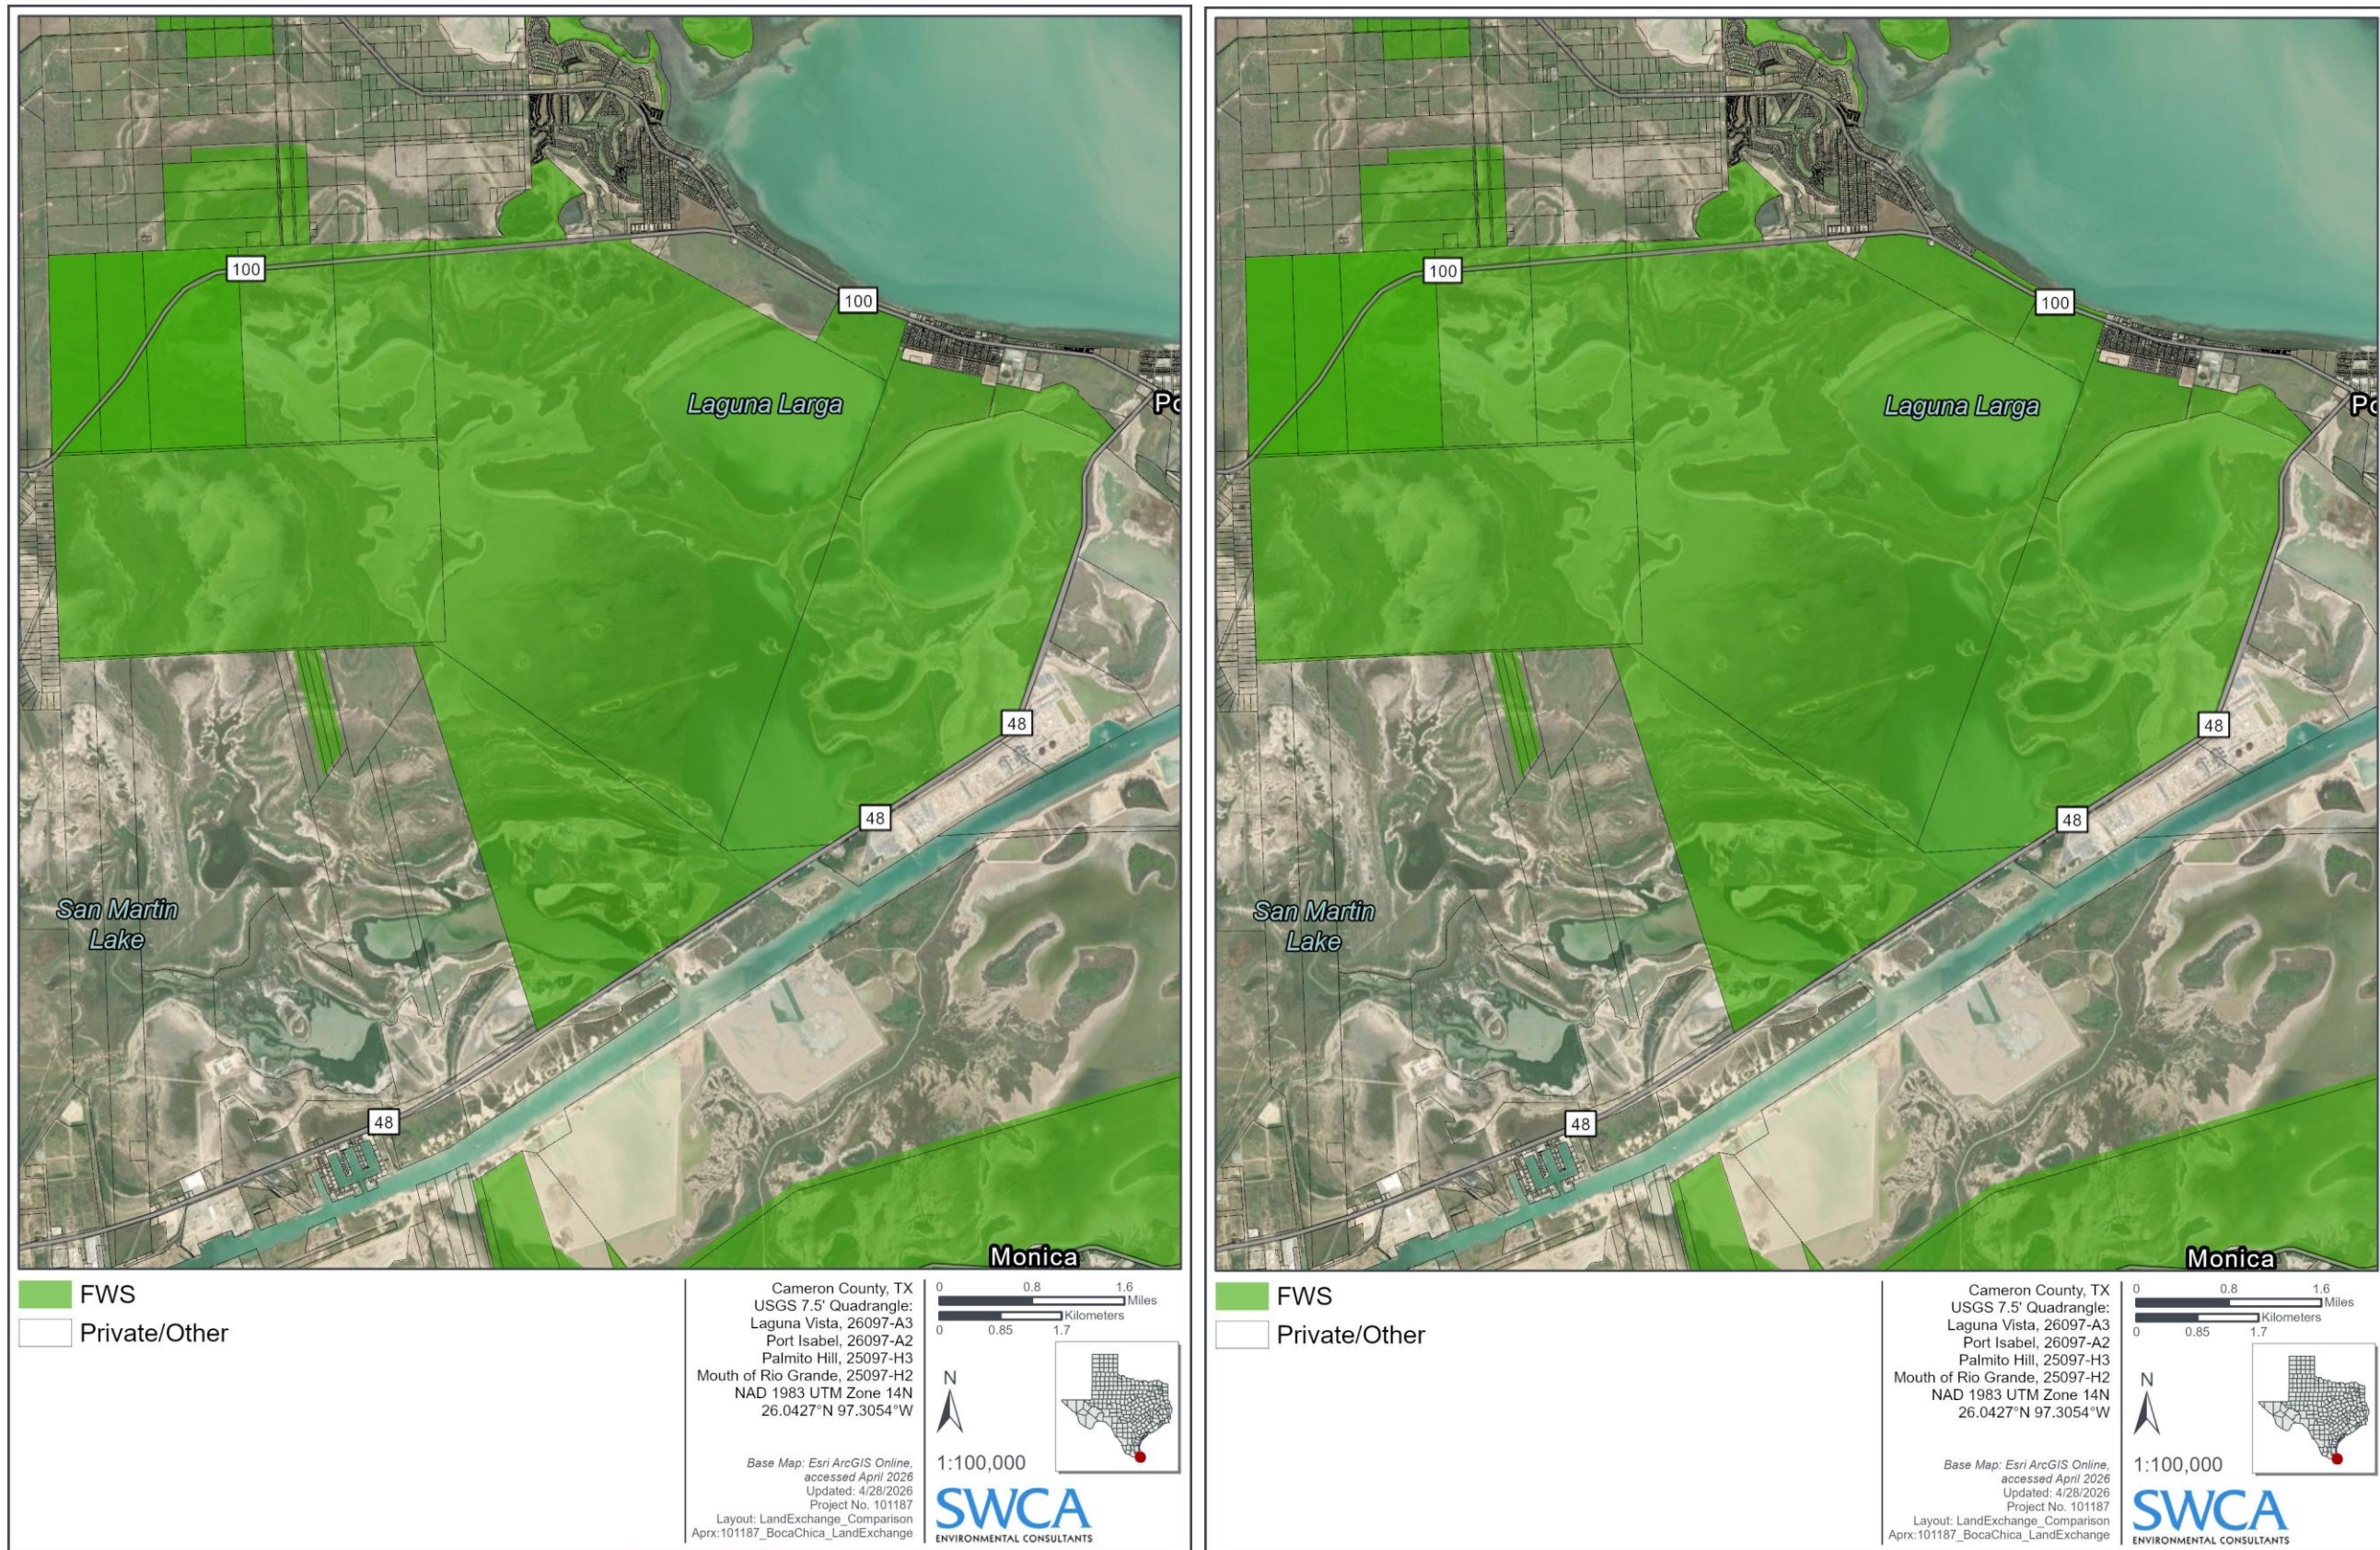 100
100
Laguna Larga
Po
48
48
San Martin
Lake
48
Monica
FWS
Private/Other
Cameron County, TX
USGS 7.5' Quadrangle:
Laguna Vista, 26097-A3
Port Isabel, 26097-A2
Palmito Hill, 25097-H3
Mouth of Rio Grande, 25097-H2
NAD 1983 UTM Zone 14N
26.0427°N 97.3054°W
Base Map: Esri ArcGIS Online,
accessed April 2026
Updated: 4/28/2026
Project No. 101187
Layout: LandExchange_Comparison
Aprx:101187_BocaChica_LandExchange
0 0.8 1.6
Miles
Kilometers
0 0.85 1.7
N
1:100,000
SWCA
ENVIRONMENTAL CONSULTANTS
100
100
Laguna Larga
Po
48
48
San Martin
Lake
48
Monica
FWS
Private/Other
Cameron County, TX
USGS 7.5' Quadrangle:
Laguna Vista, 26097-A3
Port Isabel, 26097-A2
Palmito Hill, 25097-H3
Mouth of Rio Grande, 25097-H2
NAD 1983 UTM Zone 14N
26.0427°N 97.3054°W
Base Map: Esri ArcGIS Online,
accessed April 2026
Updated: 4/28/2026
Project No. 101187
Layout: LandExchange_Comparison
Aprx:101187_BocaChica_LandExchange
0 0.8 1.6
Miles
Kilometers
0 0.85 1.7
N
1:100,000
SWCA
ENVIRONMENTAL CONSULTANTS